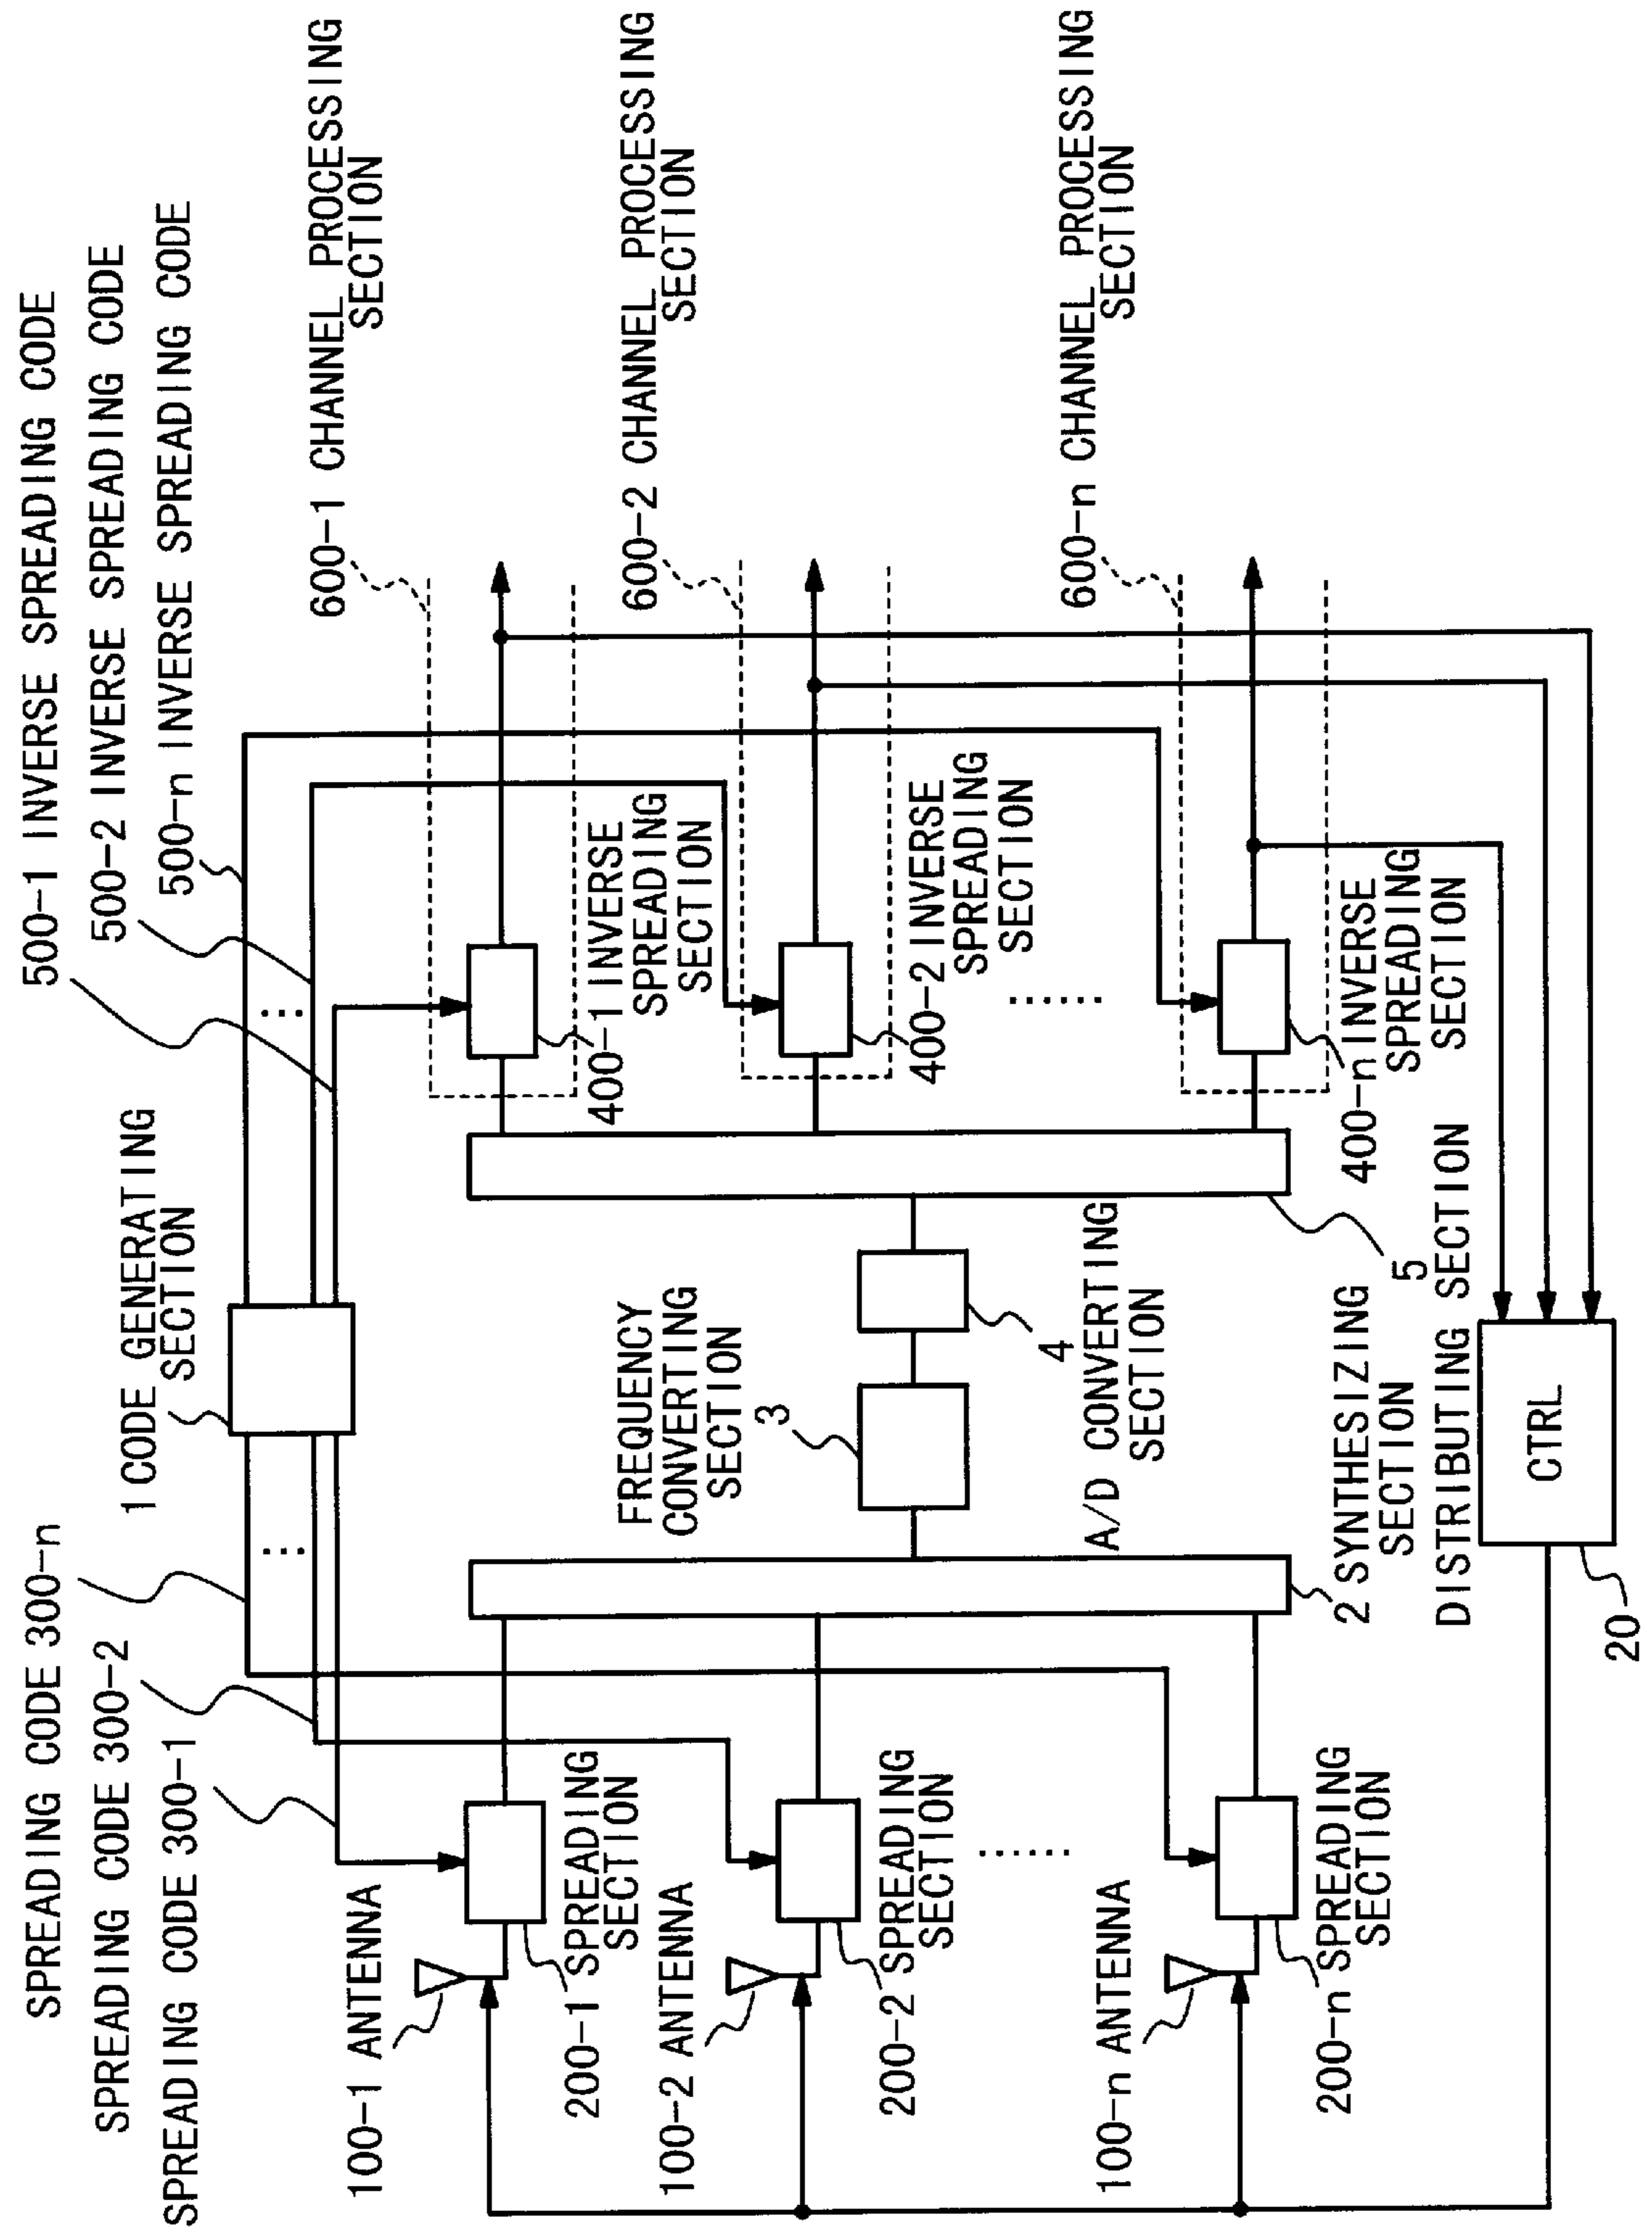 500-1 INVERSE SPREADING CODE
500-2 INVERSE SPREADING CODE
500-n INVERSE SPREADING CODE
SPREADING CODE 300-n
SPREADING CODE 300-2
SPREADING CODE 300-1
1 CODE GENERATING
SECTION
...
...
600-1 CHANNEL PROCESSING
SECTION
100-1 ANTENNA
200-1 SPREADING
SECTION
400-1 INVERSE
SPREADING
SECTION
FREQUENCY
CONVERTING
SECTION
3
600-2 CHANNEL PROCESSING
SECTION
100-2 ANTENNA
200-2 SPREADING
SECTION
400-2 INVERSE
SPREADING
SECTION
4
A/D CONVERTING
SECTION
......
......
600-n CHANNEL PROCESSING
SECTION
100-n ANTENNA
200-n SPREADING
SECTION
2 SYNTHESIZING
SECTION
400-n INVERSE
SPREADING
SECTION
5
DISTRIBUTING SECTION
CTRL
20